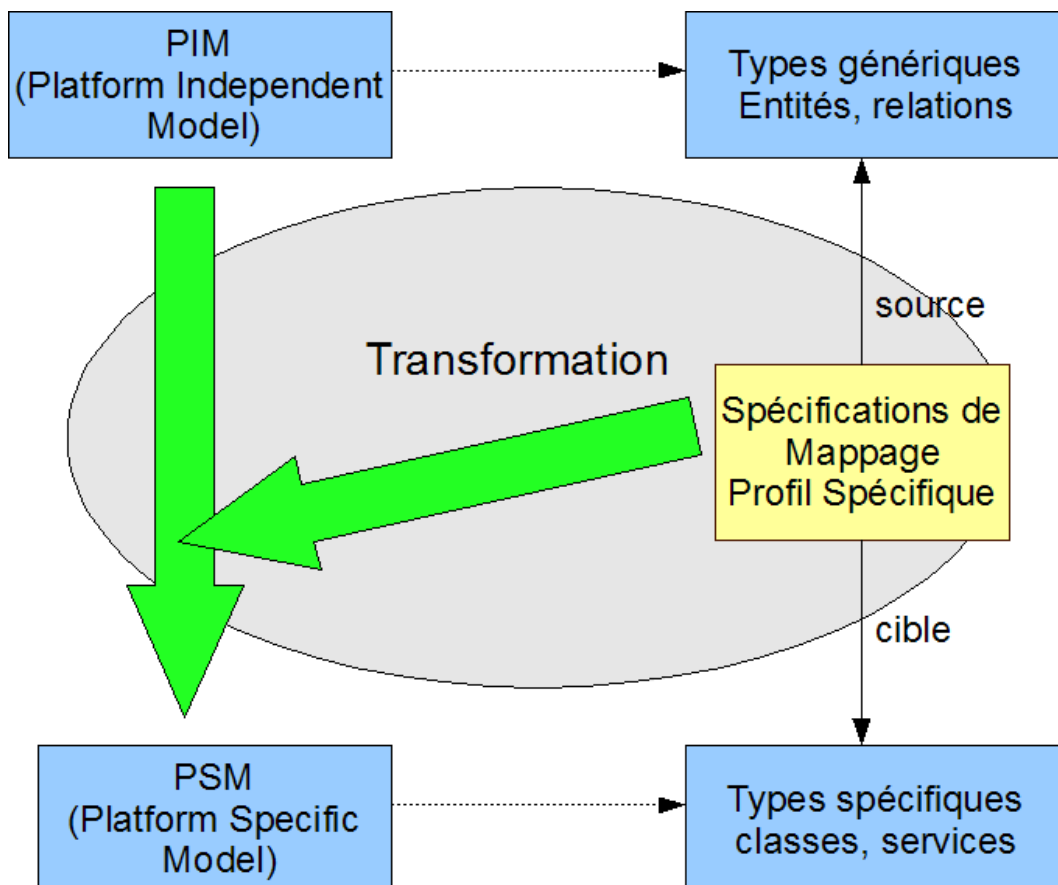 PIM
(Platform Independent
Model)
Types génériques
Entités, relations
source
Transformation
Spécifications de
Mappage
Profil Spécifique
cible
PSM
(Platform Specific
Model)
Types spécifiques
classes, services